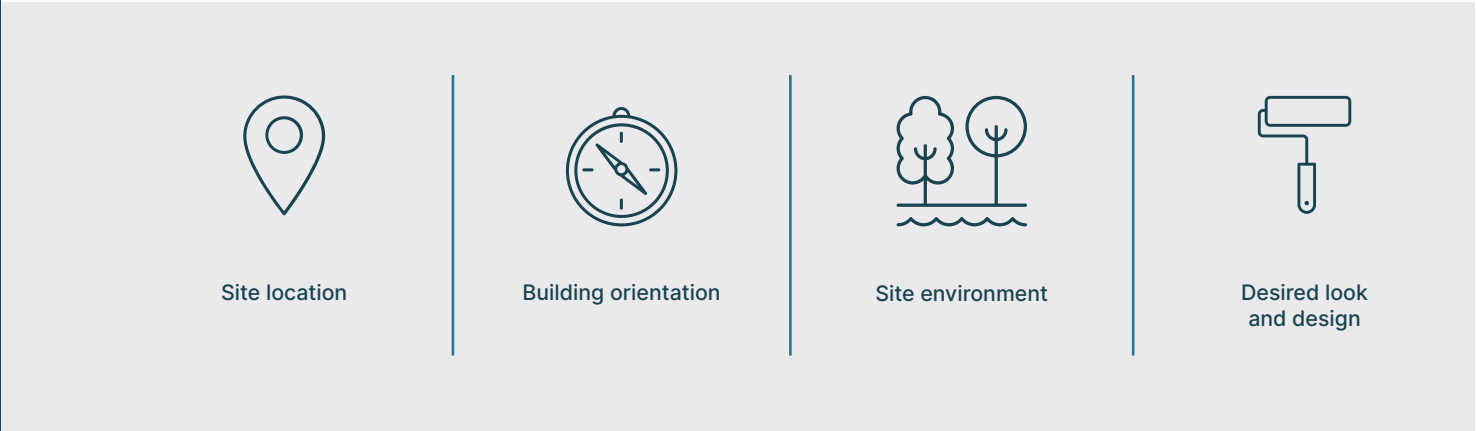 Site location
Building orientation
Site environment
Desired look
and design